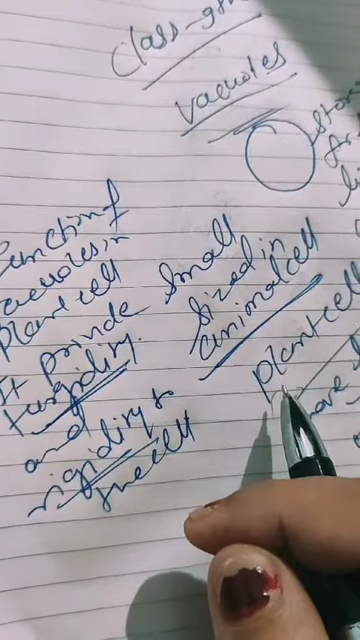 Class-9th
Vacuoles
Function of
vacuoles in
Plant cell
It provide
turgidity
and
rigidity to
the cell
Small
sized in
animal cell
Plant cell
have